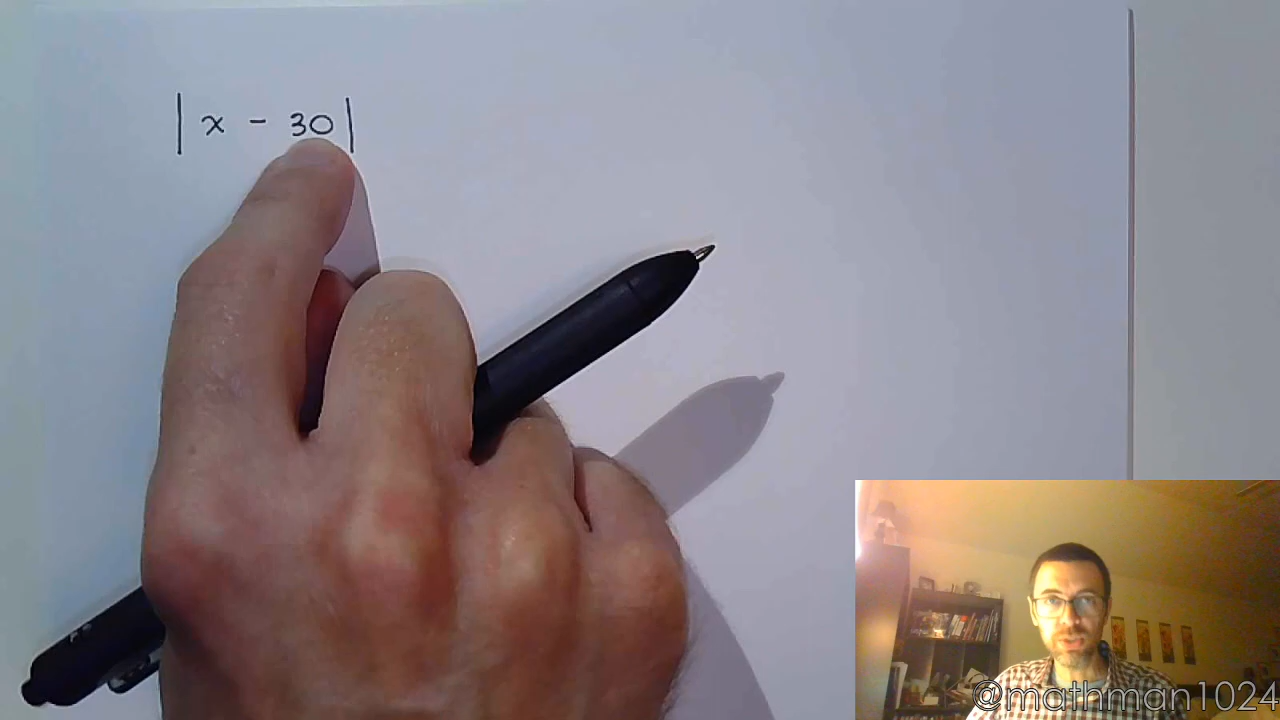 | x - 30 |
@mathman1024